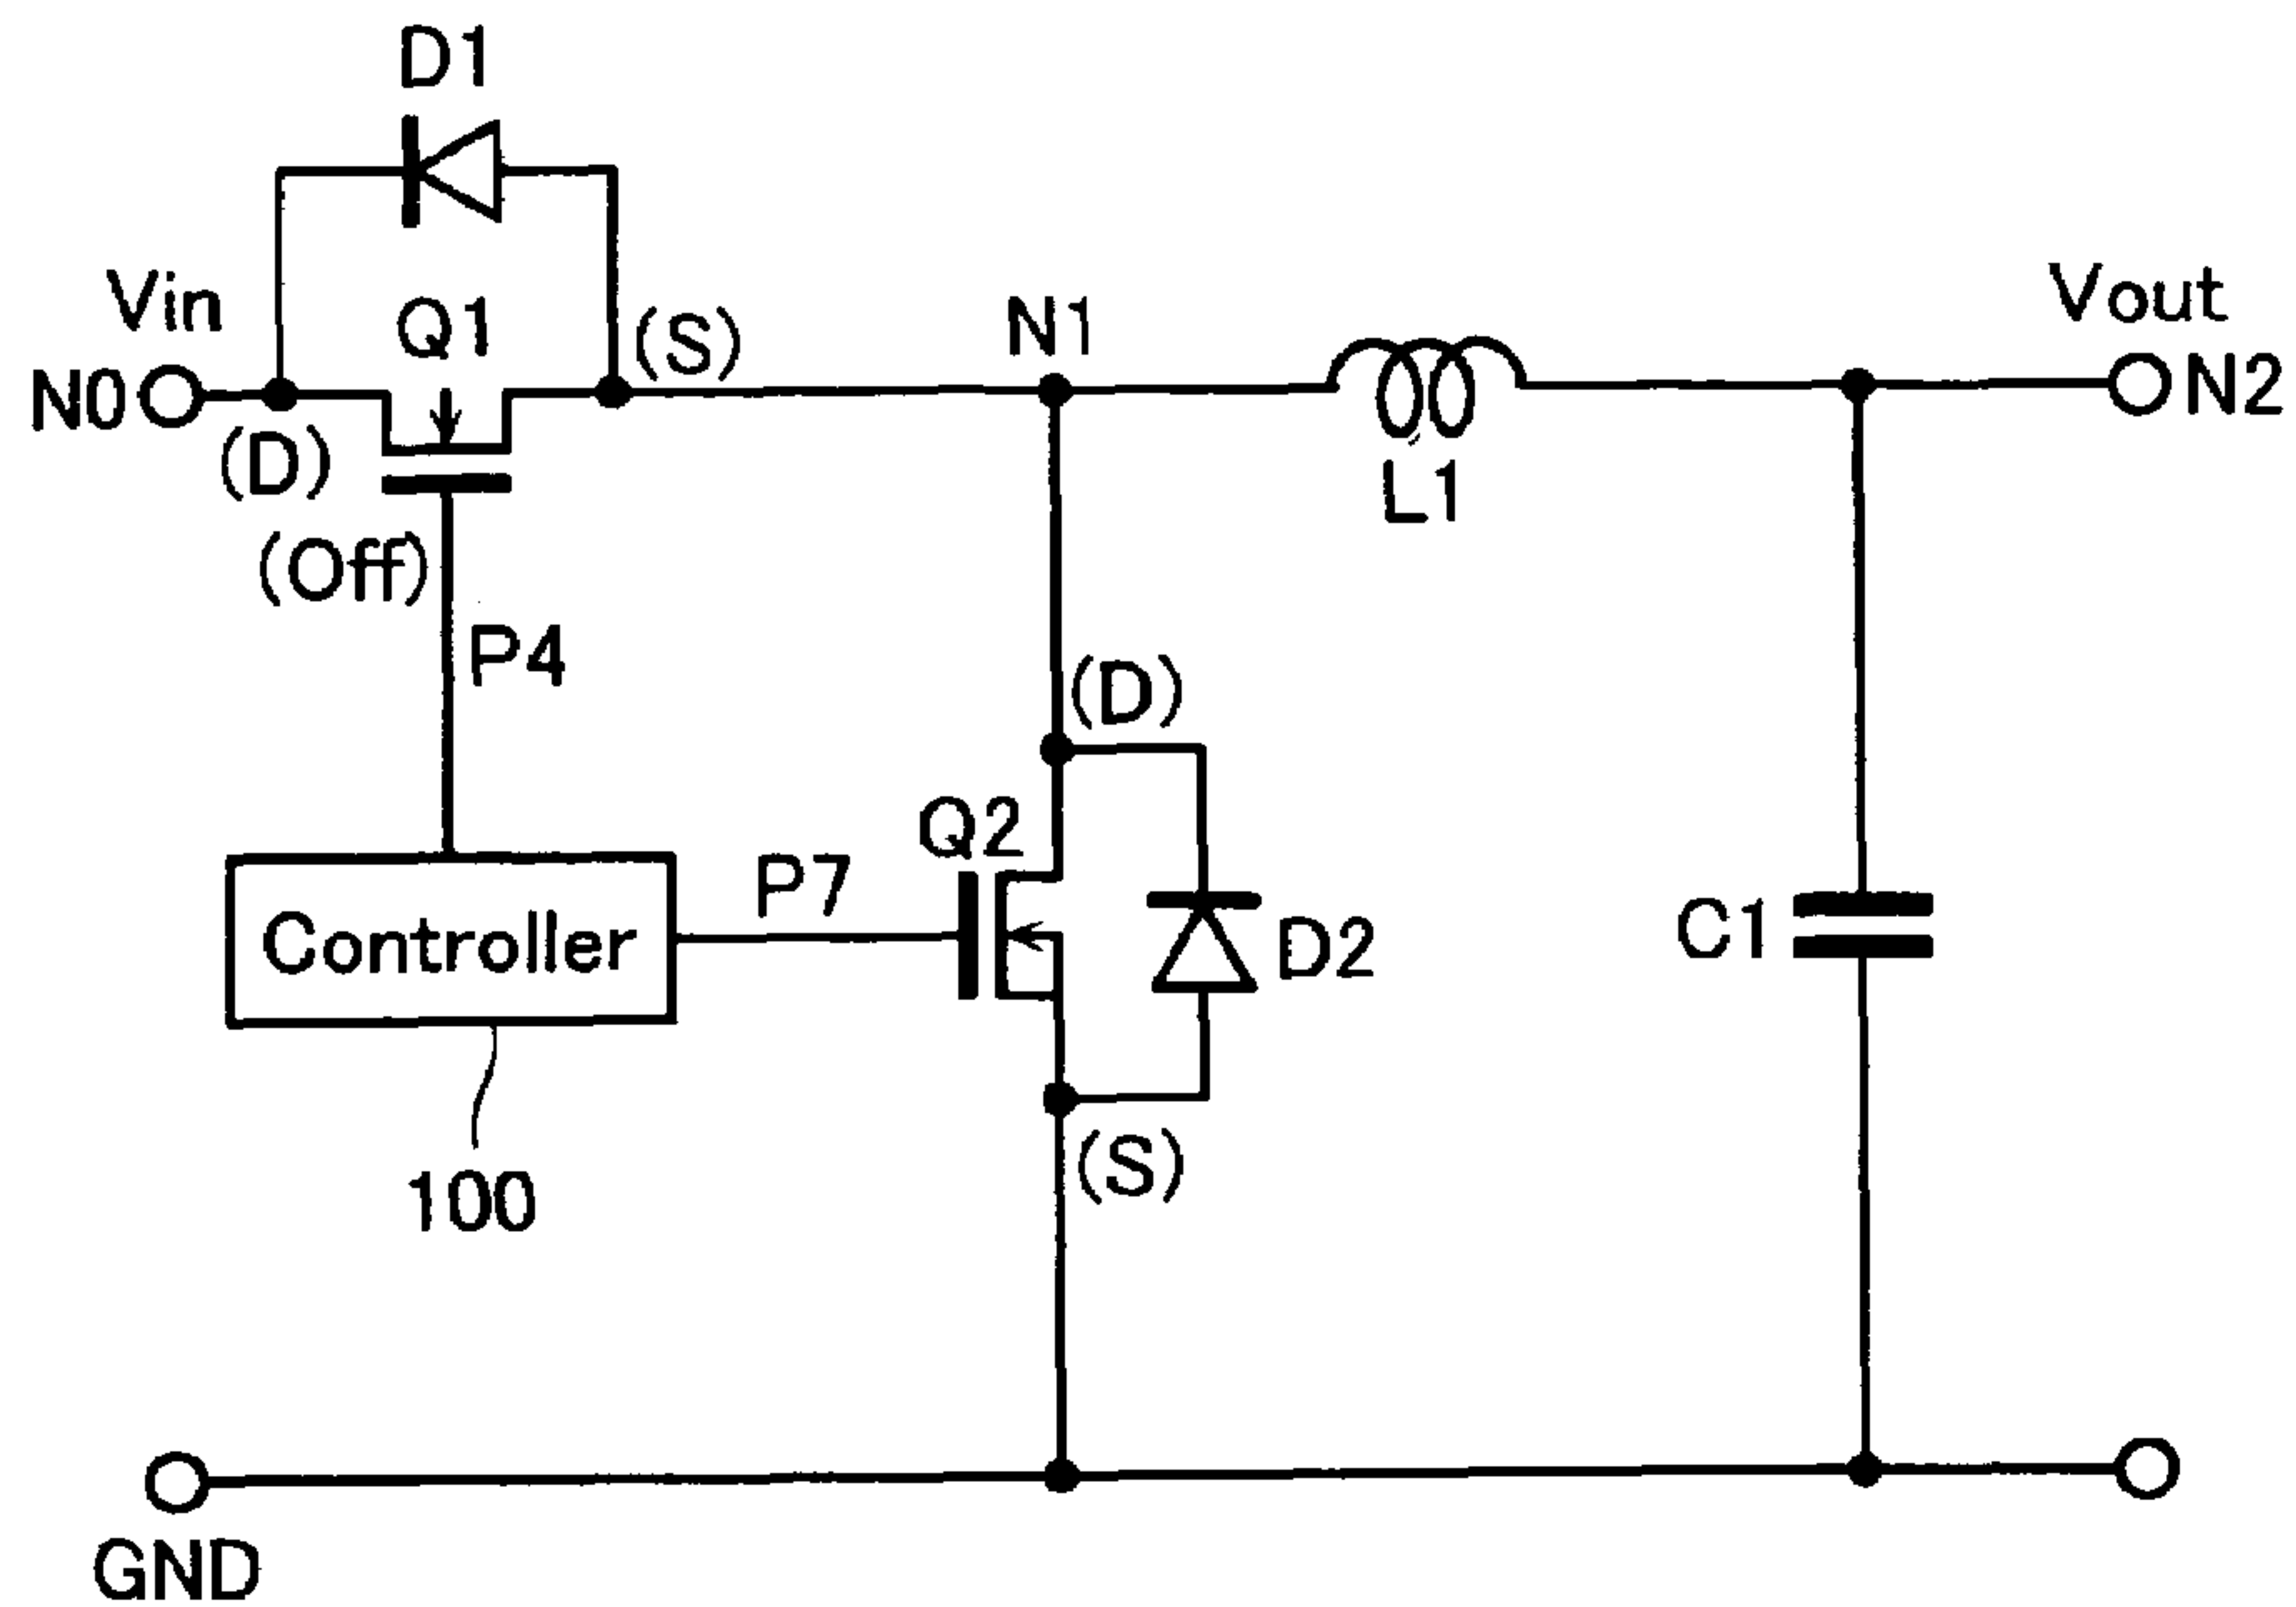 D1
Vin
Q1
(S)
N1
Vout
N0
N2
(D)
L1
(Off)
P4
(D)
Q2
P7
Controller
D2
C1
100
(S)
GND